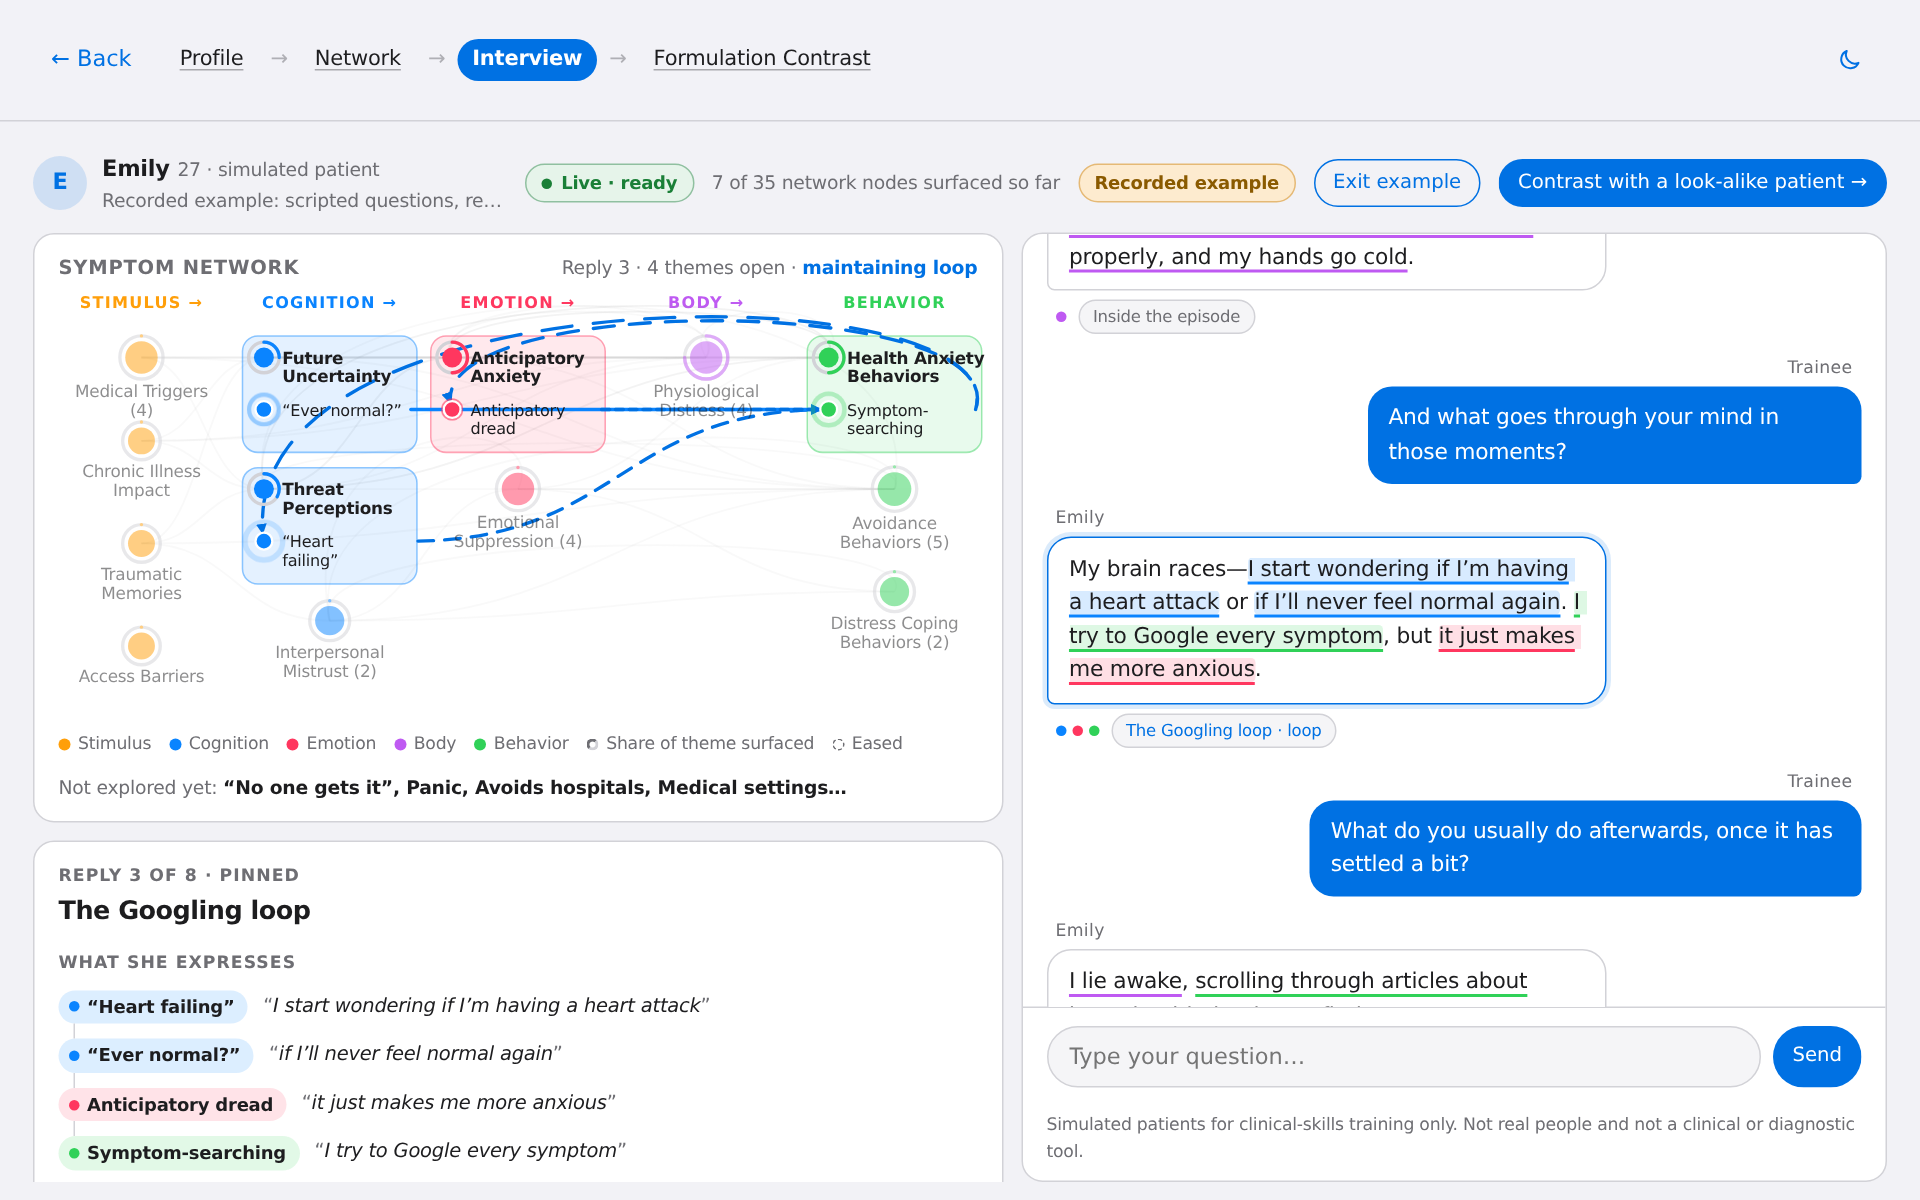 ← Back
Profile
→
Network
→
Interview
→
Formulation Contrast
E
Emily 27 · simulated patient
Recorded example: scripted questions, re…
Live · ready
7 of 35 network nodes surfaced so far
Recorded example
Exit example
Contrast with a look-alike patient →
SYMPTOM NETWORK
Reply 3 · 4 themes open · maintaining loop
STIMULUS →
COGNITION →
EMOTION →
BODY →
BEHAVIOR
Medical Triggers
(4)
Chronic Illness
Impact
Traumatic
Memories
Access Barriers
Future
Uncertainty
“Ever normal?”
Threat
Perceptions
“Heart
failing”
Interpersonal
Mistrust (2)
Anticipatory
Anxiety
Anticipatory
dread
Emotional
Suppression (4)
Physiological
Distress (4)
Health Anxiety
Behaviors
Symptom-
searching
Avoidance
Behaviors (5)
Distress Coping
Behaviors (2)
Stimulus
Cognition
Emotion
Body
Behavior
Share of theme surfaced
Eased
Not explored yet: “No one gets it”, Panic, Avoids hospitals, Medical settings…
REPLY 3 OF 8 · PINNED
The Googling loop
WHAT SHE EXPRESSES
“Heart failing” “I start wondering if I’m having a heart attack”
“Ever normal?” “if I’ll never feel normal again”
Anticipatory dread “it just makes me more anxious”
Symptom-searching “I try to Google every symptom”
properly, and my hands go cold.
Inside the episode
Trainee
And what goes through your mind in
those moments?
Emily
My brain races—I start wondering if I’m having
a heart attack or if I’ll never feel normal again. I
try to Google every symptom, but it just makes
me more anxious.
The Googling loop · loop
Trainee
What do you usually do afterwards, once it has
settled a bit?
Emily
I lie awake, scrolling through articles about
Type your question…
Send
Simulated patients for clinical-skills training only. Not real people and not a clinical or diagnostic
tool.